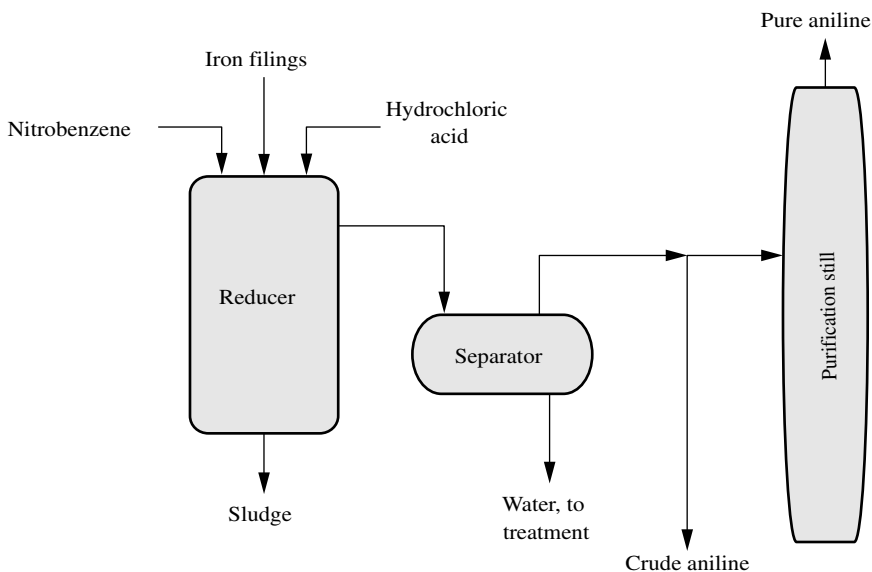 Pure aniline
Iron filings
Nitrobenzene
Hydrochloric
acid
Reducer
Separator
Purification still
Sludge
Water, to
treatment
Crude aniline